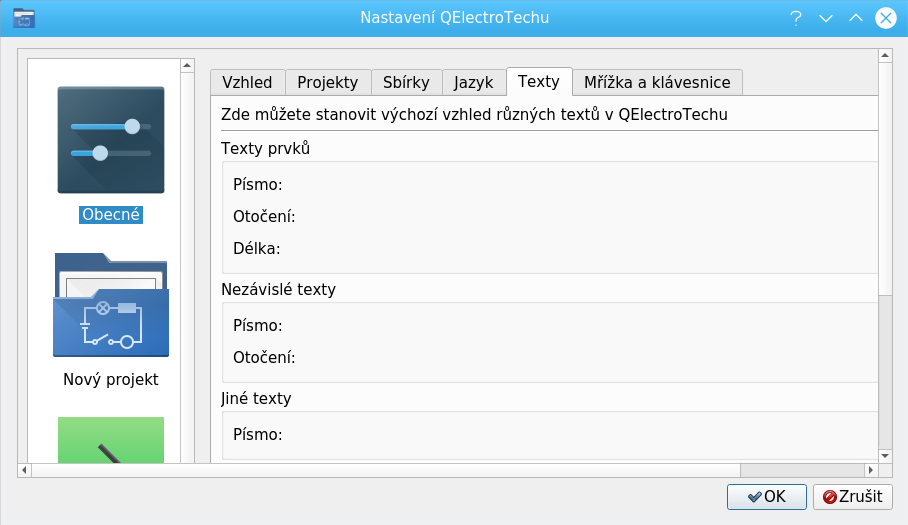 Nastavení QElectroTechu
Obecné
Nový projekt
Vzhled
Projekty
Sbírky
Jazyk
Texty
Mřížka a klávesnice
Zde můžete stanovit výchozí vzhled různých textů v QElectroTechu
Texty prvků
Písmo:
Otočení:
Délka:
Nezávislé texty
Písmo:
Otočení:
Jiné texty
Písmo:
OK
Zrušit